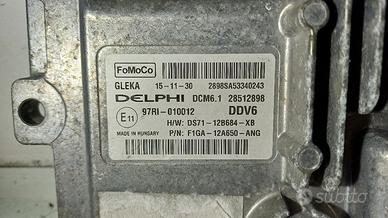 FoMoCo
GLEKA 15-11-30 2898SA53340243
DELPHI DCM6.1 28512898
E11 97RI-010012 DDV6
H/W: DS71-12B684-XB
MADE IN HUNGARY P/N: F1GA-12A650-ANG
subito